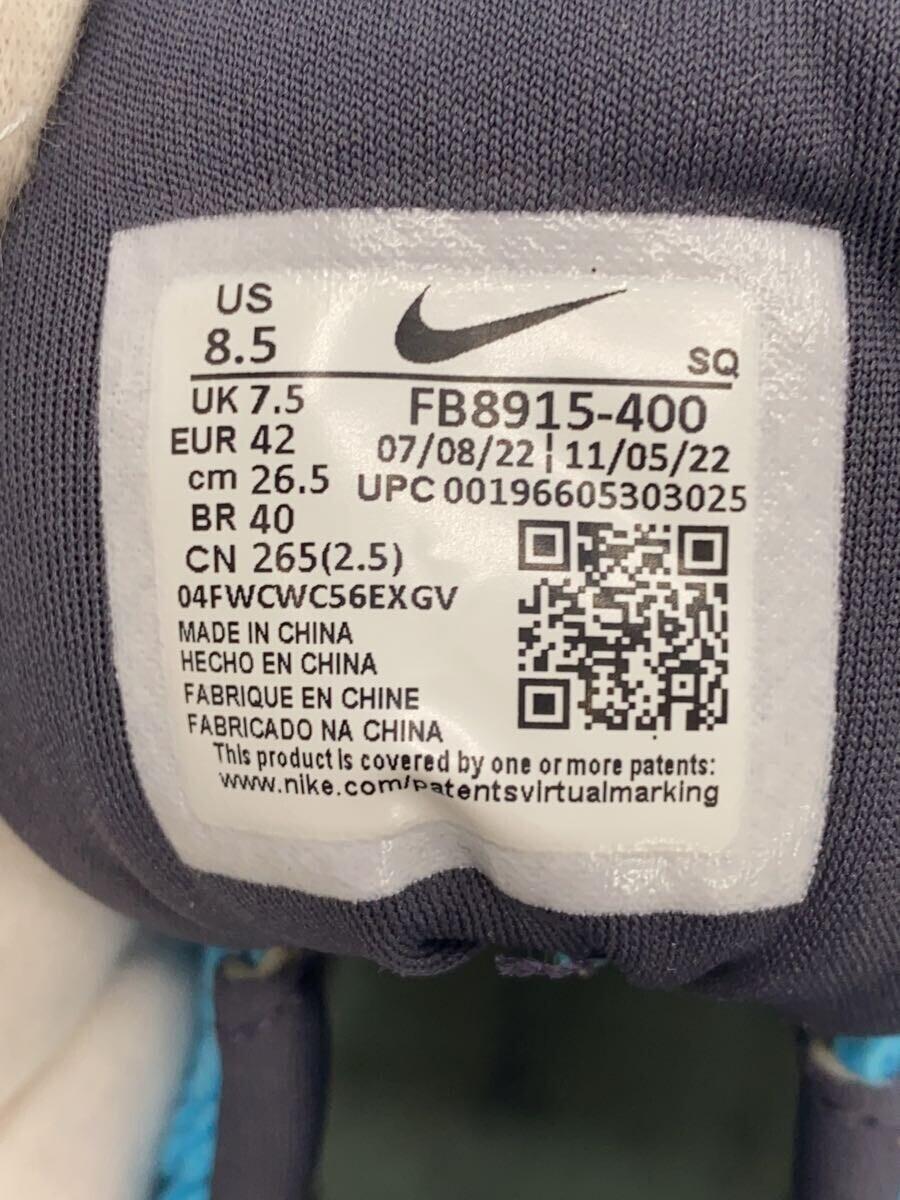 US
8.5
SQ
UK 7.5
FB8915-400
EUR 42
07/08/22 | 11/05/22
cm 26.5
UPC 00196605303025
BR 40
CN 265(2.5)
04FWCWC56EXGV
MADE IN CHINA
HECHO EN CHINA
FABRIQUE EN CHINE
FABRICADO NA CHINA
This product is covered by one or more patents:
www.nike.com/patentsvirtualmarking